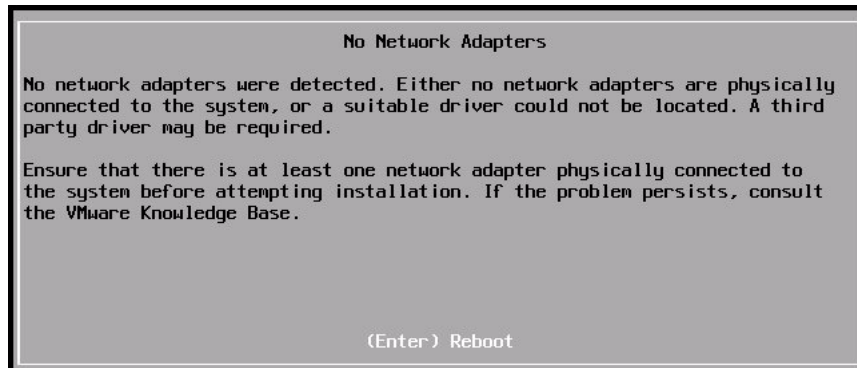 No Network Adapters
No network adapters were detected. Either no network adapters are physically
connected to the system, or a suitable driver could not be located. A third
party driver may be required.
Ensure that there is at least one network adapter physically connected to
the system before attempting installation. If the problem persists, consult
the VMware Knowledge Base.
(Enter) Reboot